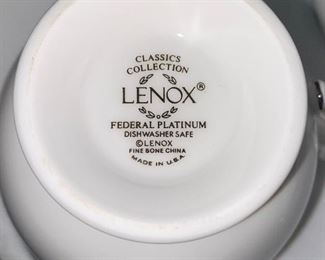 CLASSICS
COLLECTION
LENOX®
FEDERAL PLATINUM
DISHWASHER SAFE
©LENOX
FINE BONE CHINA
MADE IN U.S.A.